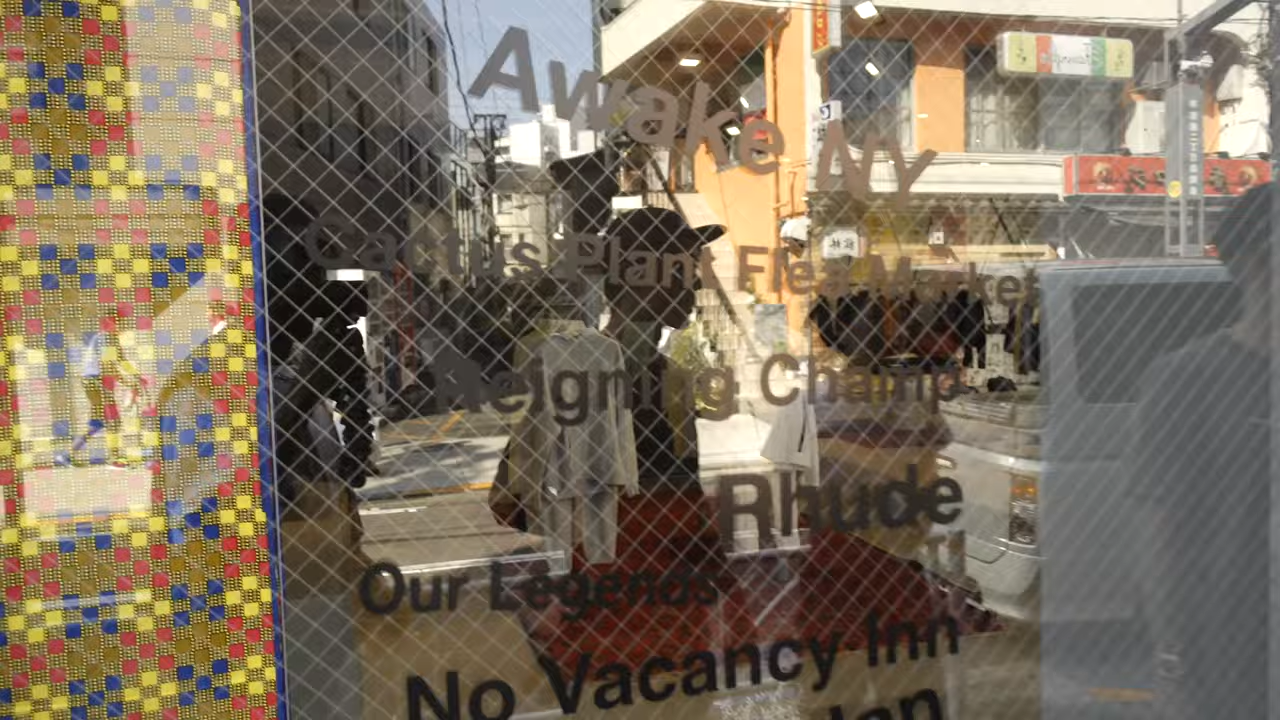 Awake NY
Cactus Plant Flea Market
Reigning Champ
Rhude
Our Legends
No Vacancy Inn